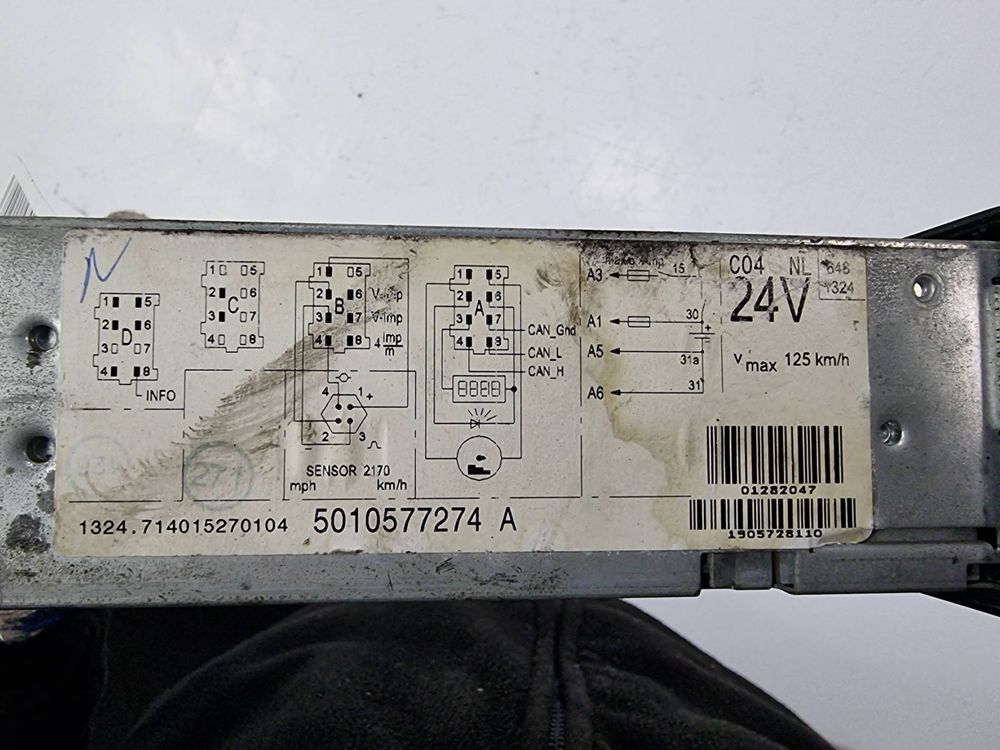 N
1 5
2 6
D
3 7
4 8
INFO
1 5
2 6
C
3 7
4 8
1 5
2 6 V-Imp
B
3 7 V-Imp
4 8 imp/m
4 1 +
2 3
-
SENSOR 2170
mph km/h
1 5
2 6
A
3 7
4 8
CAN_Gnd
CAN_L
CAN_H
8888
A3 15
A1 30
+
A5 31a
A6 31
C04 NL
1324
24V
V max 125 km/h
271
01282047
1905728110
1324.714015270104 5010577274 A